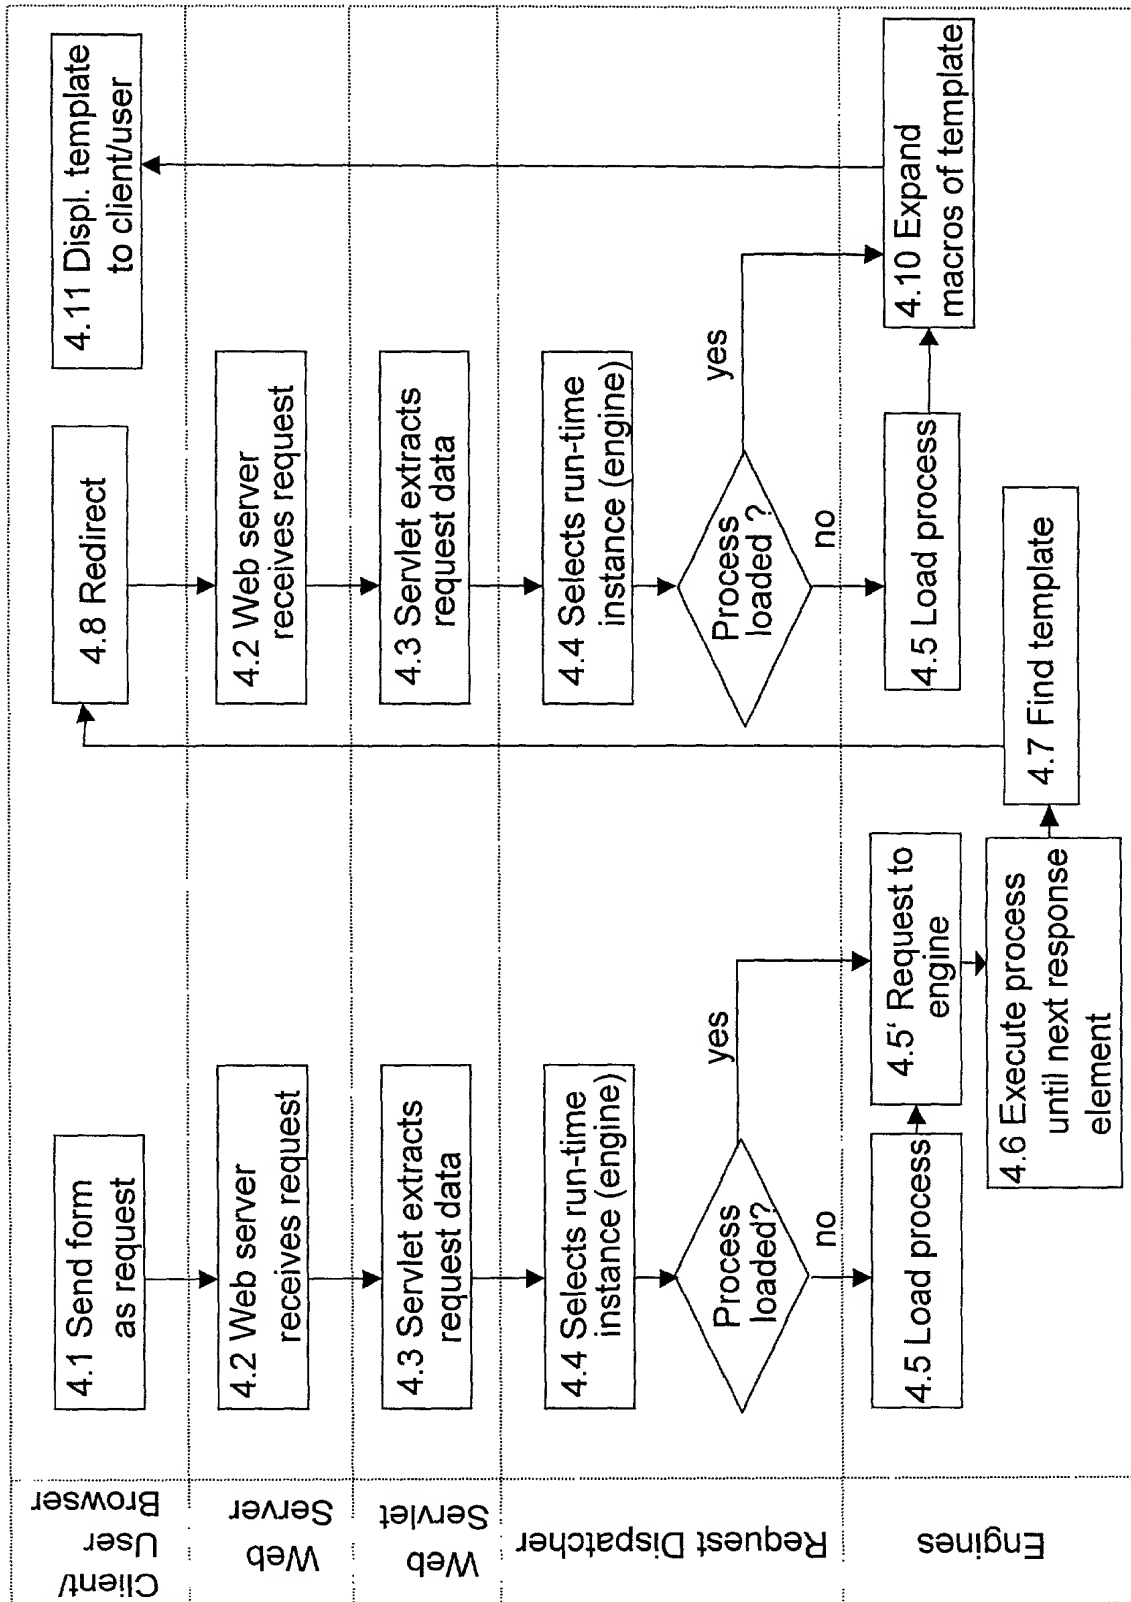 Client/
User
Browser
4.1 Send form
as request
4.8 Redirect
4.11 Displ. template
to client/user
Web
Server
4.2 Web server
receives request
4.2 Web server
receives request
Web
Servlet
4.3 Servlet extracts
request data
4.3 Servlet extracts
request data
Request Dispatcher
4.4 Selects run-time
instance (engine)
Process
loaded?
yes
no
4.4 Selects run-time
instance (engine)
Process
loaded ?
yes
no
Engines
4.5 Load process
4.5‘ Request to
engine
4.6 Execute process
until next response
element
4.7 Find template
4.5 Load process
4.10 Expand
macros of template